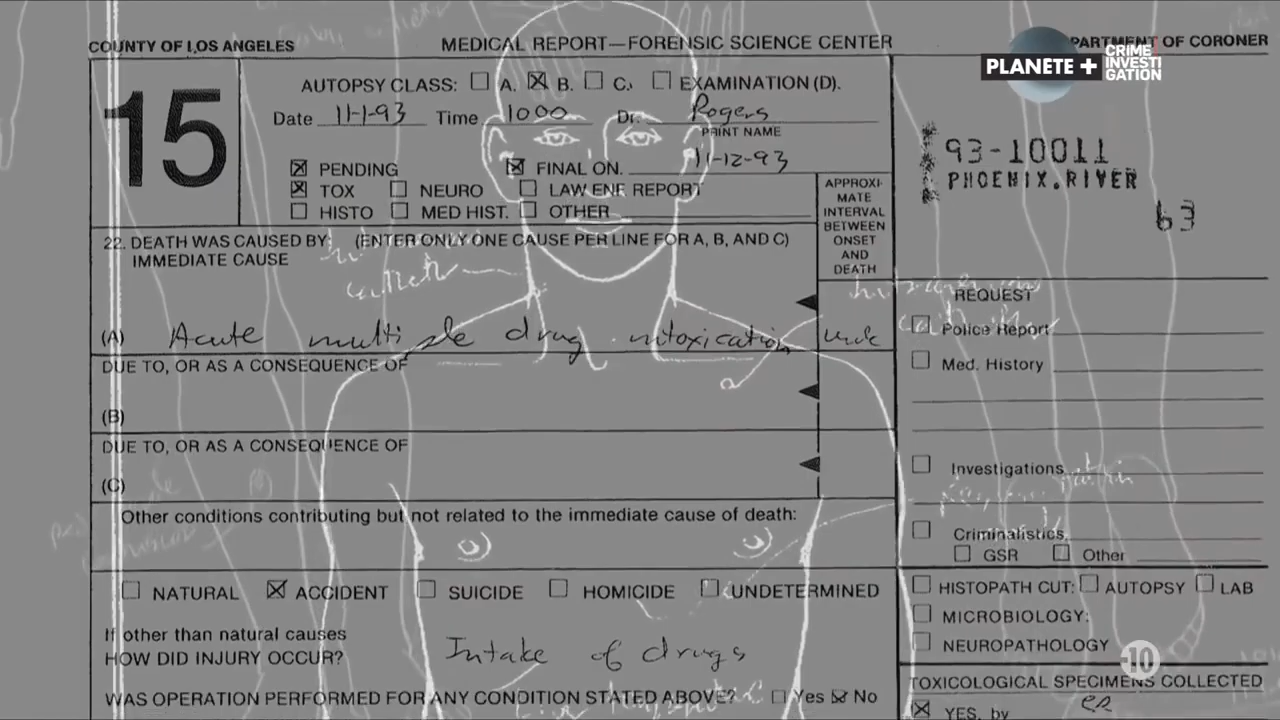 COUNTY OF LOS ANGELES MEDICAL REPORT—FORENSIC SCIENCE CENTER PARTMENT OF CORONER
PLANETE + CRIME INVESTIGATION
15
AUTOPSY CLASS: A. B. C. EXAMINATION (D).
Date 11-1-93 Time 1000 Dr. Rogers
PRINT NAME
PENDING FINAL ON 11-12-93
TOX NEURO LAW ENF REPORT
HISTO MED HIST. OTHER
93-10011
PHOENIX, RIVER
63
APPROXI-
MATE
INTERVAL
BETWEEN
ONSET
AND
DEATH
22. DEATH WAS CAUSED BY: (ENTER ONLY ONE CAUSE PER LINE FOR A, B, AND C)
IMMEDIATE CAUSE
(A) Acute multiple drug intoxication unk
DUE TO, OR AS A CONSEQUENCE OF
(B)
DUE TO, OR AS A CONSEQUENCE OF
(C)
Other conditions contributing but not related to the immediate cause of death:
NATURAL ACCIDENT SUICIDE HOMICIDE UNDETERMINED
If other than natural causes
HOW DID INJURY OCCUR? Intake of drugs
WAS OPERATION PERFORMED FOR ANY CONDITION STATED ABOVE? Yes No
REQUEST
Police Report
Med. History
Investigations
Criminalistics
GSR Other
HISTOPATH CUT: AUTOPSY LAB
MICROBIOLOGY:
NEUROPATHOLOGY
-10
TOXICOLOGICAL SPECIMENS COLLECTED
YES, by